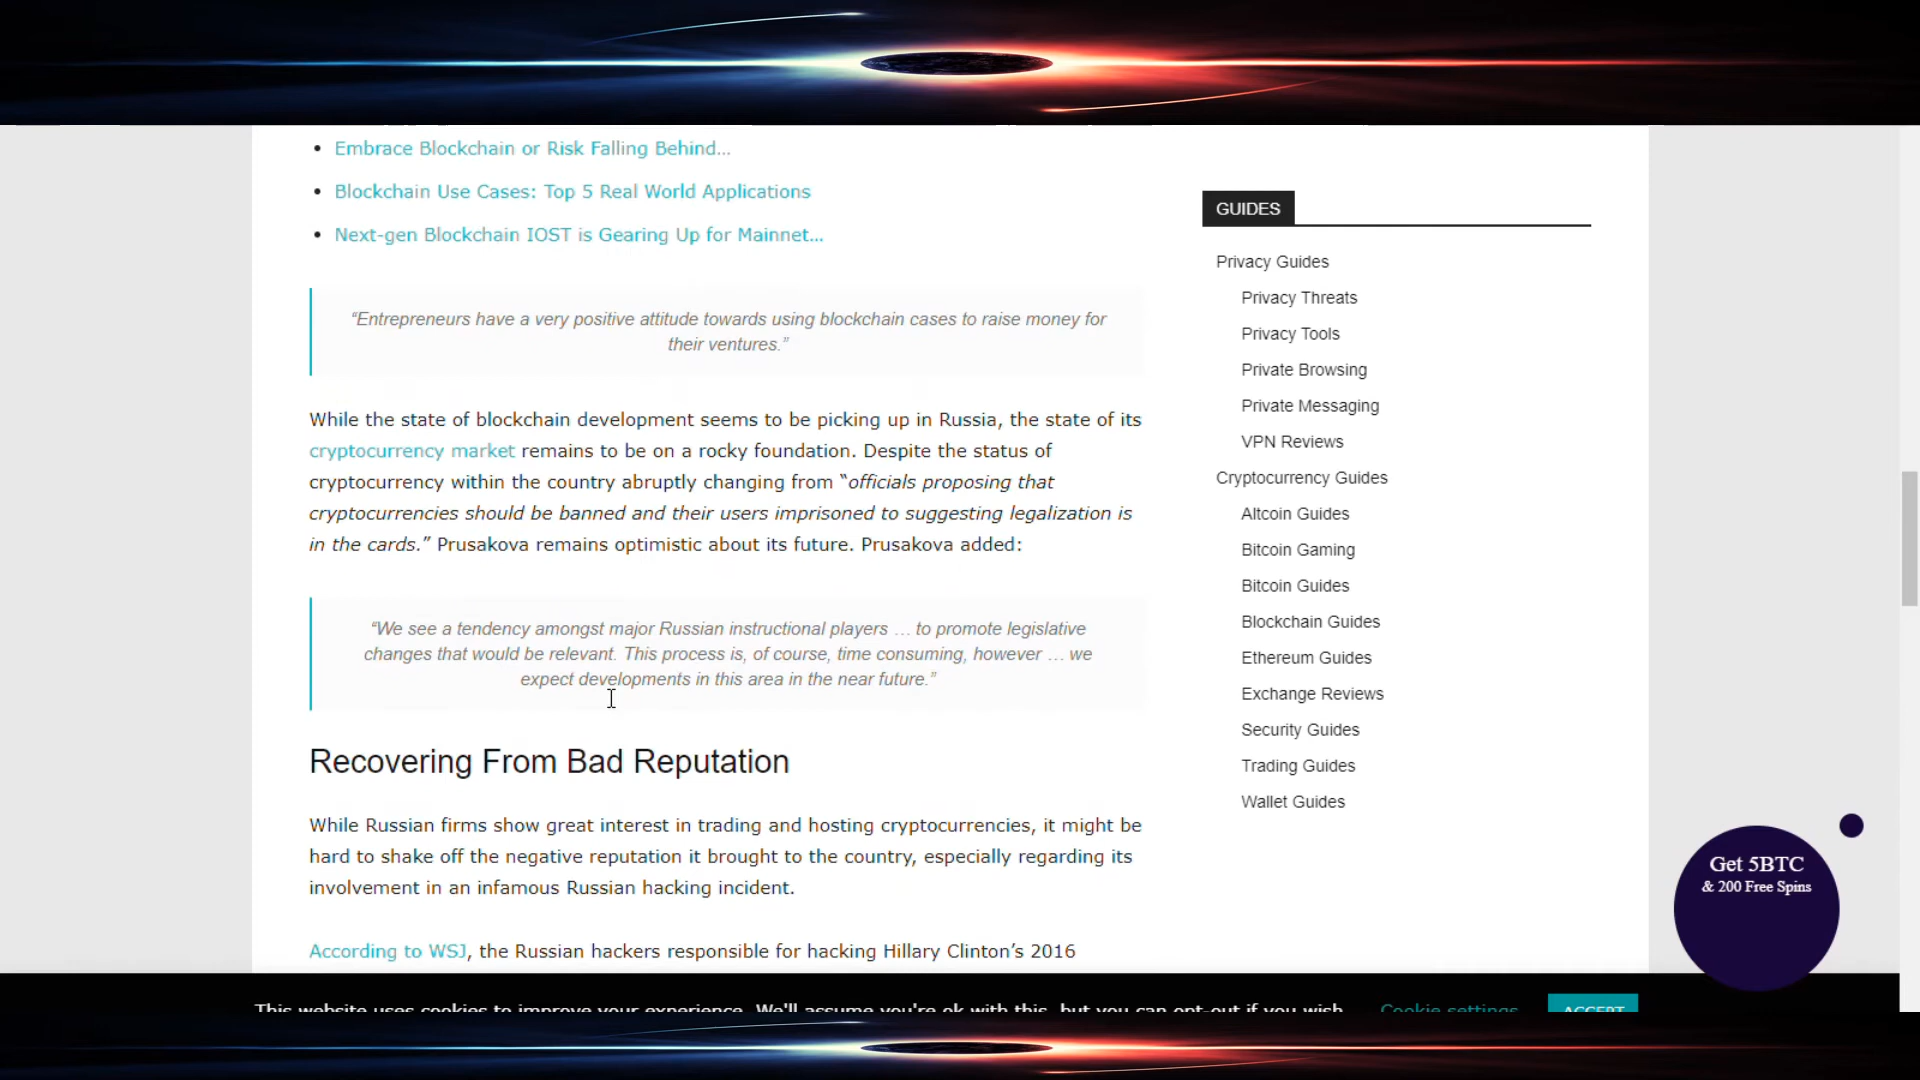 Embrace Blockchain or Risk Falling Behind...
Blockchain Use Cases: Top 5 Real World Applications
Next-gen Blockchain IOST is Gearing Up for Mainnet...
“Entrepreneurs have a very positive attitude towards using blockchain cases to raise money for
their ventures.”
While the state of blockchain development seems to be picking up in Russia, the state of its
cryptocurrency market remains to be on a rocky foundation. Despite the status of
cryptocurrency within the country abruptly changing from “officials proposing that
cryptocurrencies should be banned and their users imprisoned to suggesting legalization is
in the cards.” Prusakova remains optimistic about its future. Prusakova added:
“We see a tendency amongst major Russian instructional players … to promote legislative
changes that would be relevant. This process is, of course, time consuming, however … we
expect developments in this area in the near future.”
Recovering From Bad Reputation
While Russian firms show great interest in trading and hosting cryptocurrencies, it might be
hard to shake off the negative reputation it brought to the country, especially regarding its
involvement in an infamous Russian hacking incident.
According to WSJ, the Russian hackers responsible for hacking Hillary Clinton’s 2016
GUIDES
Privacy Guides
Privacy Threats
Privacy Tools
Private Browsing
Private Messaging
VPN Reviews
Cryptocurrency Guides
Altcoin Guides
Bitcoin Gaming
Bitcoin Guides
Blockchain Guides
Ethereum Guides
Exchange Reviews
Security Guides
Trading Guides
Wallet Guides
Get 5BTC
& 200 Free Spins
This website uses cookies to improve your experience. We'll assume you're ok with this, but you can opt-out if you wish.
Cookie settings
ACCEPT